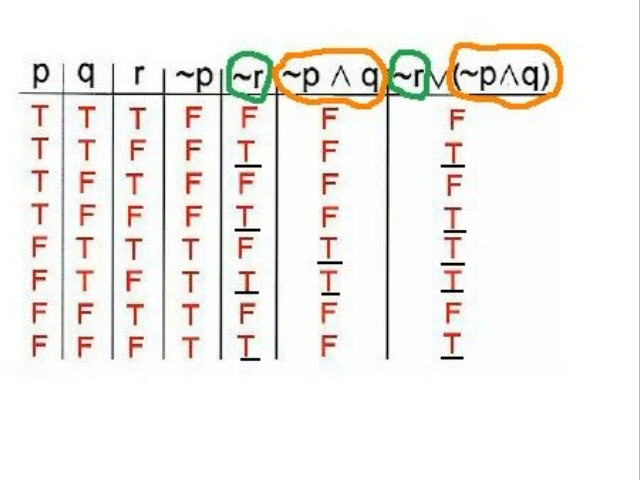 p q r ~p ~r ~p ∧ q ~r ∨ (~p∧q)
T T T F F F F
T T F F T F T
T F T F F F F
T F F F T F T
F T T T F T T
F T F T T T T
F F T T F F F
F F F T T F T